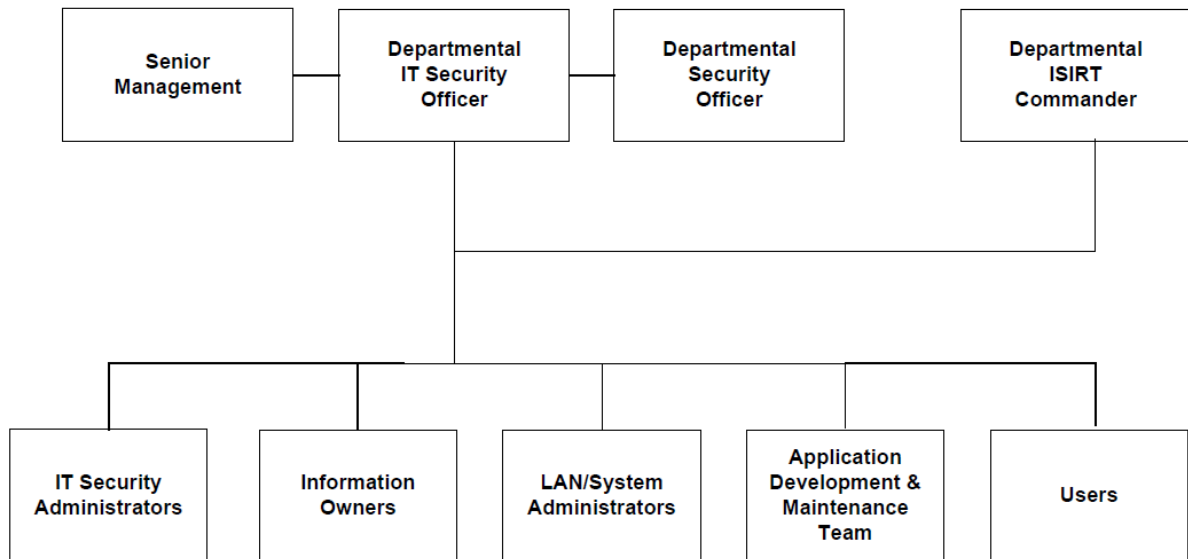 Senior
Management
Departmental
IT Security
Officer
Departmental
Security
Officer
Departmental
ISIRT
Commander
IT Security
Administrators
Information
Owners
LAN/System
Administrators
Application
Development &
Maintenance
Team
Users